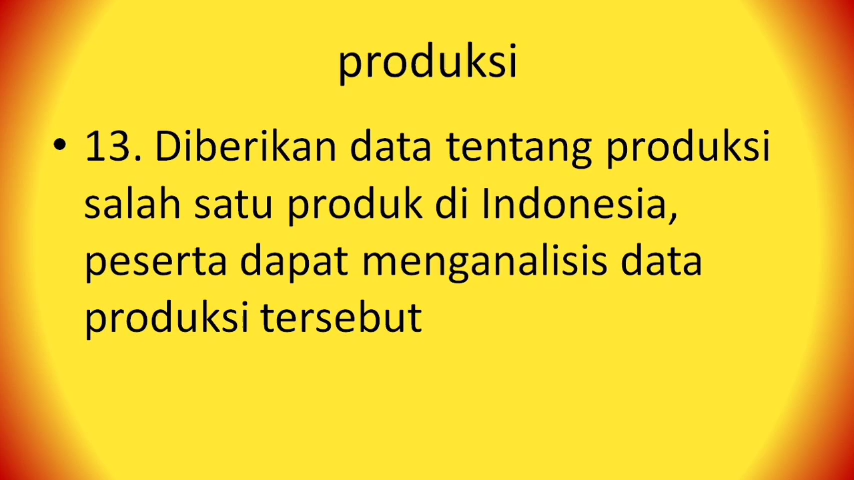 produksi
• 13. Diberikan data tentang produksi
salah satu produk di Indonesia,
peserta dapat menganalisis data
produksi tersebut